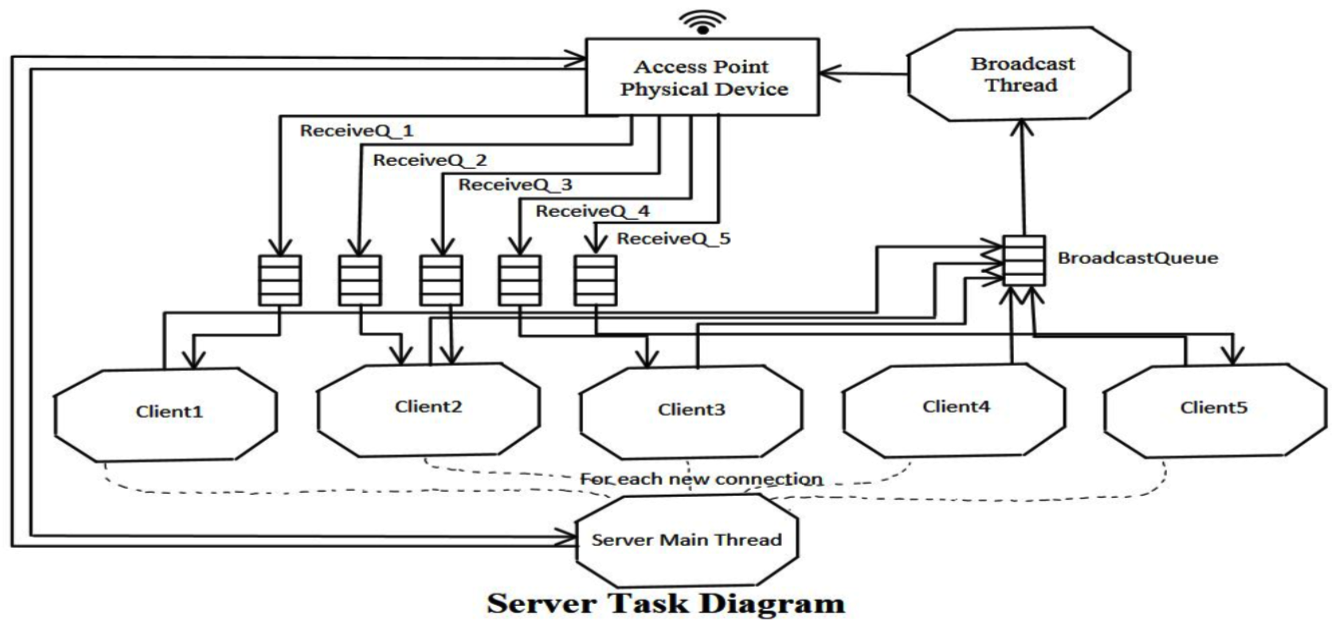 Access Point
Physical Device
Broadcast
Thread
ReceiveQ_1
ReceiveQ_2
ReceiveQ_3
ReceiveQ_4
ReceiveQ_5
BroadcastQueue
Client1
Client2
Client3
Client4
Client5
For each new connection
Server Main Thread
Server Task Diagram